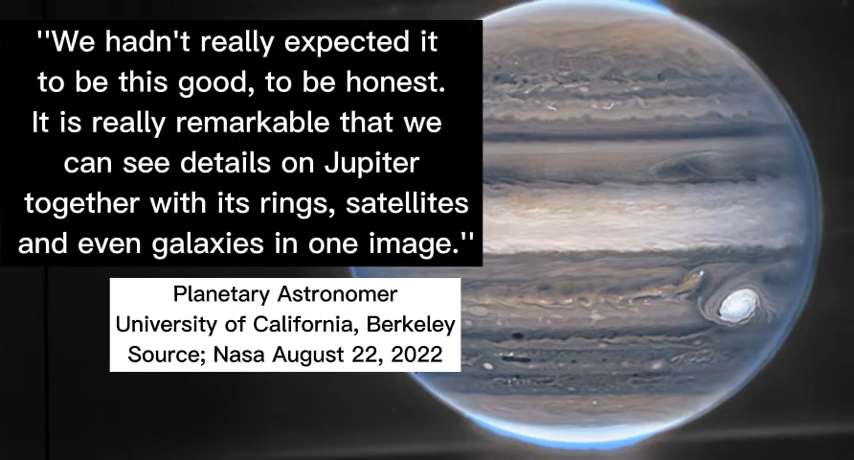 "We hadn't really expected it
to be this good, to be honest.
It is really remarkable that we
can see details on Jupiter
together with its rings, satellites
and even galaxies in one image."
Planetary Astronomer
University of California, Berkeley
Source; Nasa August 22, 2022